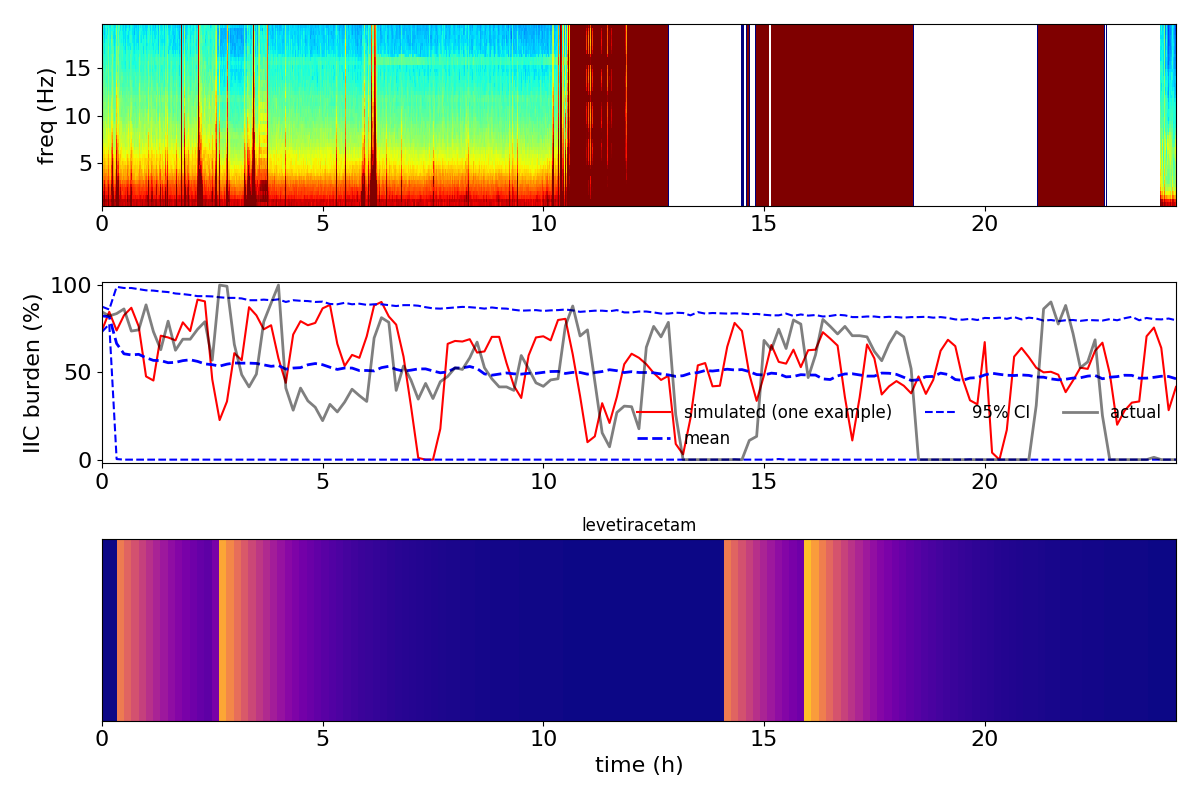 freq (Hz)
15
10
5
0 5 10 15 20
IIC burden (%)
100
50
0
simulated (one example) 95% CI actual
mean
0 5 10 15 20
levetiracetam
0 5 10 15 20
time (h)